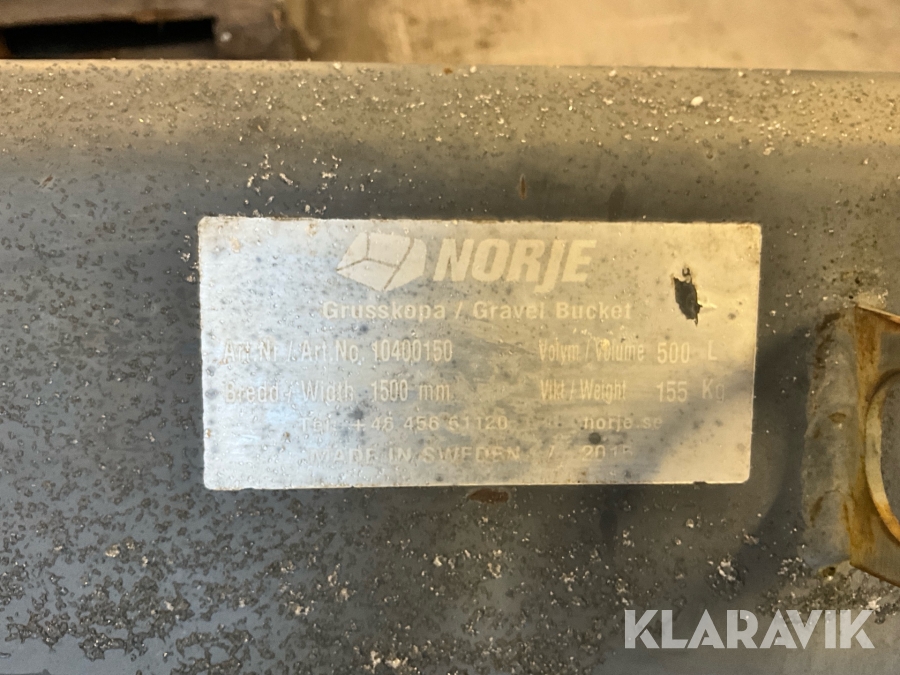 NORJE
Grusskopa / Gravel Bucket
Art.Nr / Art.No. 10400150 Volym / Volume 500 L
Bredd / Width 1500 mm Vikt / Weight 155 Kg
Tel: +46 456 51120 norje.se
MADE IN SWEDEN /
KLARAVIK